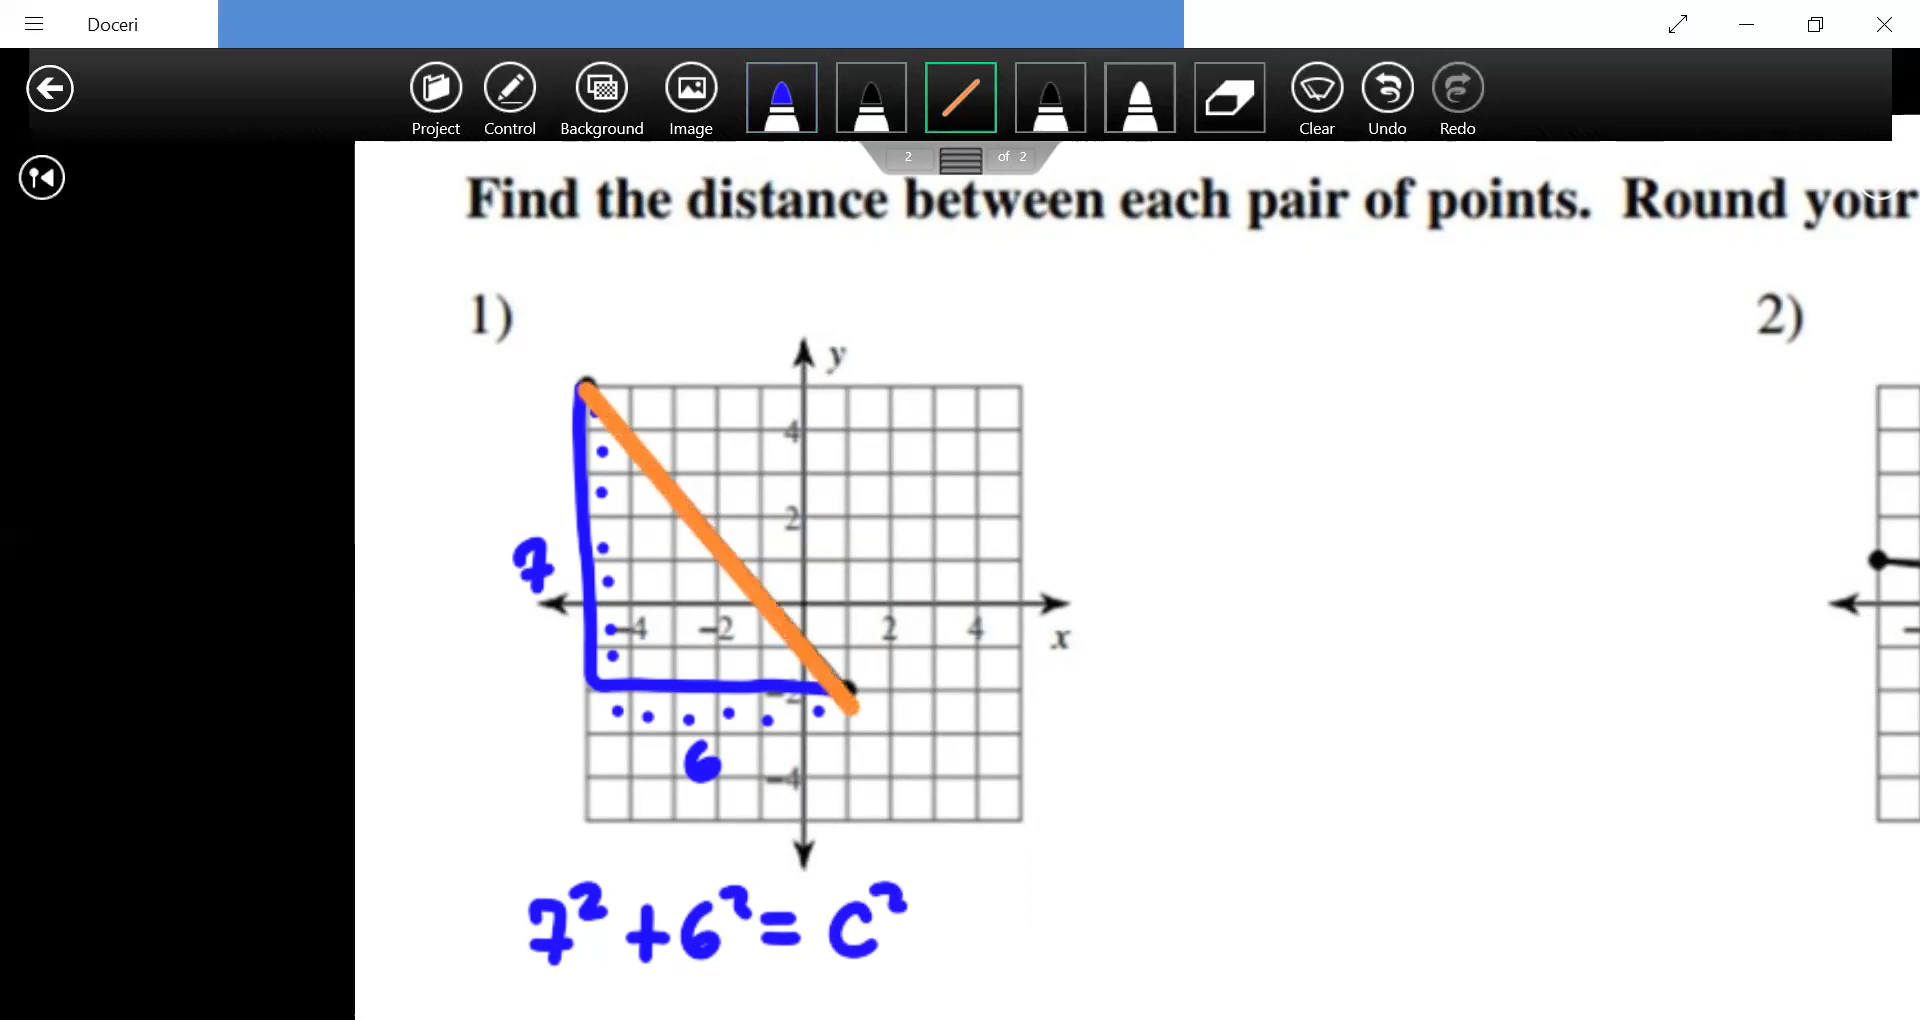 Doceri
Project Control Background Image Clear Undo Redo
2 of 2
Find the distance between each pair of points. Round your
1)
2)
y
4
2
7
-4 -2 2 4
x
-2
6
-4
7² + 6² = c²